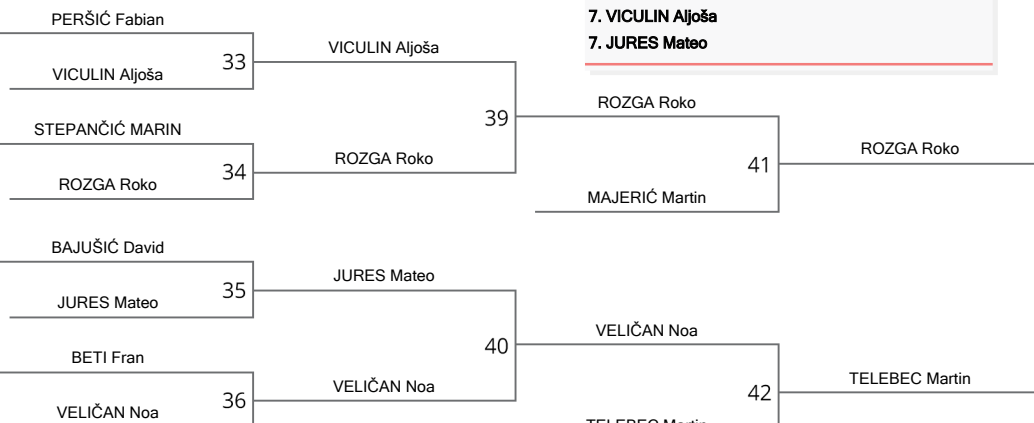 PERŠIĆ Fabian
VICULIN Aljoša
33
VICULIN Aljoša
STEPANČIĆ MARIN
ROZGA Roko
34
ROZGA Roko
39
7. VICULIN Aljoša
7. JURES Mateo
ROZGA Roko
MAJERIĆ Martin
41
ROZGA Roko
BAJUŠIĆ David
JURES Mateo
35
JURES Mateo
BETI Fran
VELIČAN Noa
36
VELIČAN Noa
40
VELIČAN Noa
TELEBEC Martin
42
TELEBEC Martin